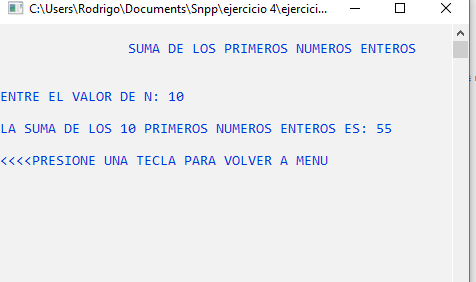 C:\Users\Rodrigo\Documents\Snpp\ejercicio 4\ejercici...
SUMA DE LOS PRIMEROS NUMEROS ENTEROS
ENTRE EL VALOR DE N: 10
LA SUMA DE LOS 10 PRIMEROS NUMEROS ENTEROS ES: 55
<<<<PRESIONE UNA TECLA PARA VOLVER A MENU